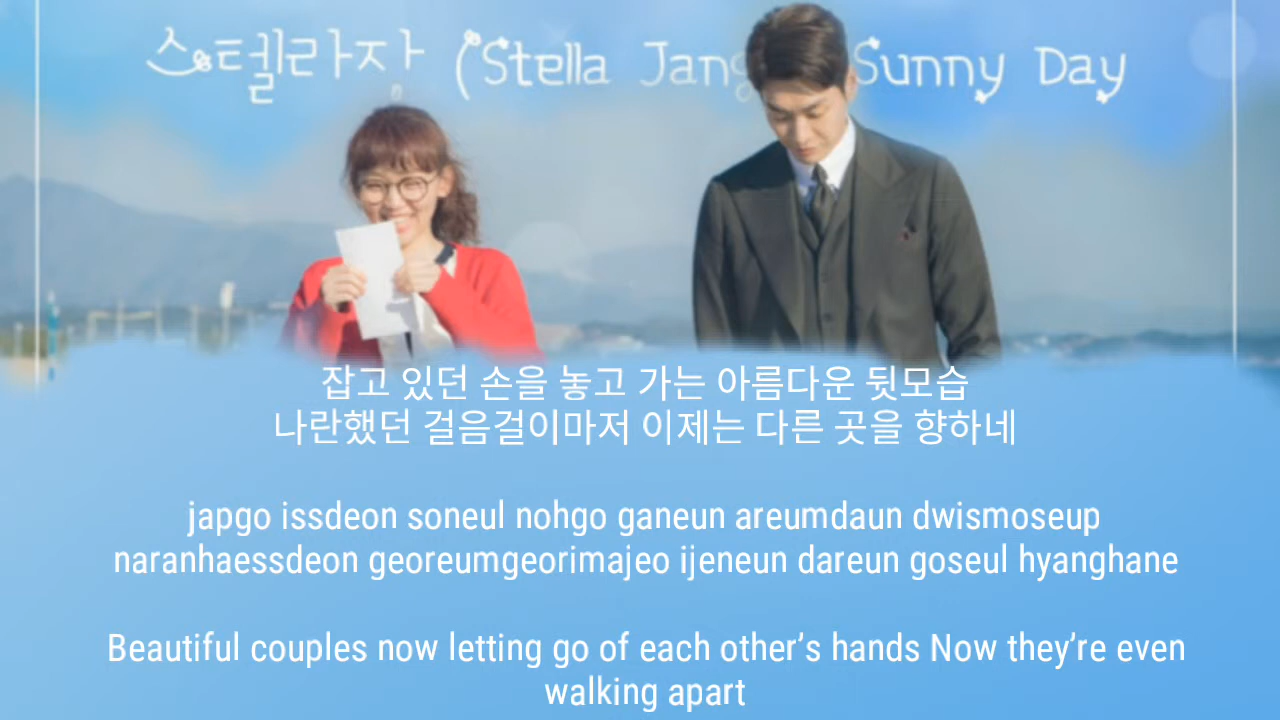 스텔라장 (Stella Jang Sunny Day
잡고 있던 손을 놓고 가는 아름다운 뒷모습
나란했던 걸음걸이마저 이제는 다른 곳을 향하네
japgo issdeon soneul nohgo ganeun areumdaun dwismoseup
naranhaessdeon georeumgeorimajeo ijeneun dareun goseul hyanghane
Beautiful couples now letting go of each other’s hands Now they’re even
walking apart